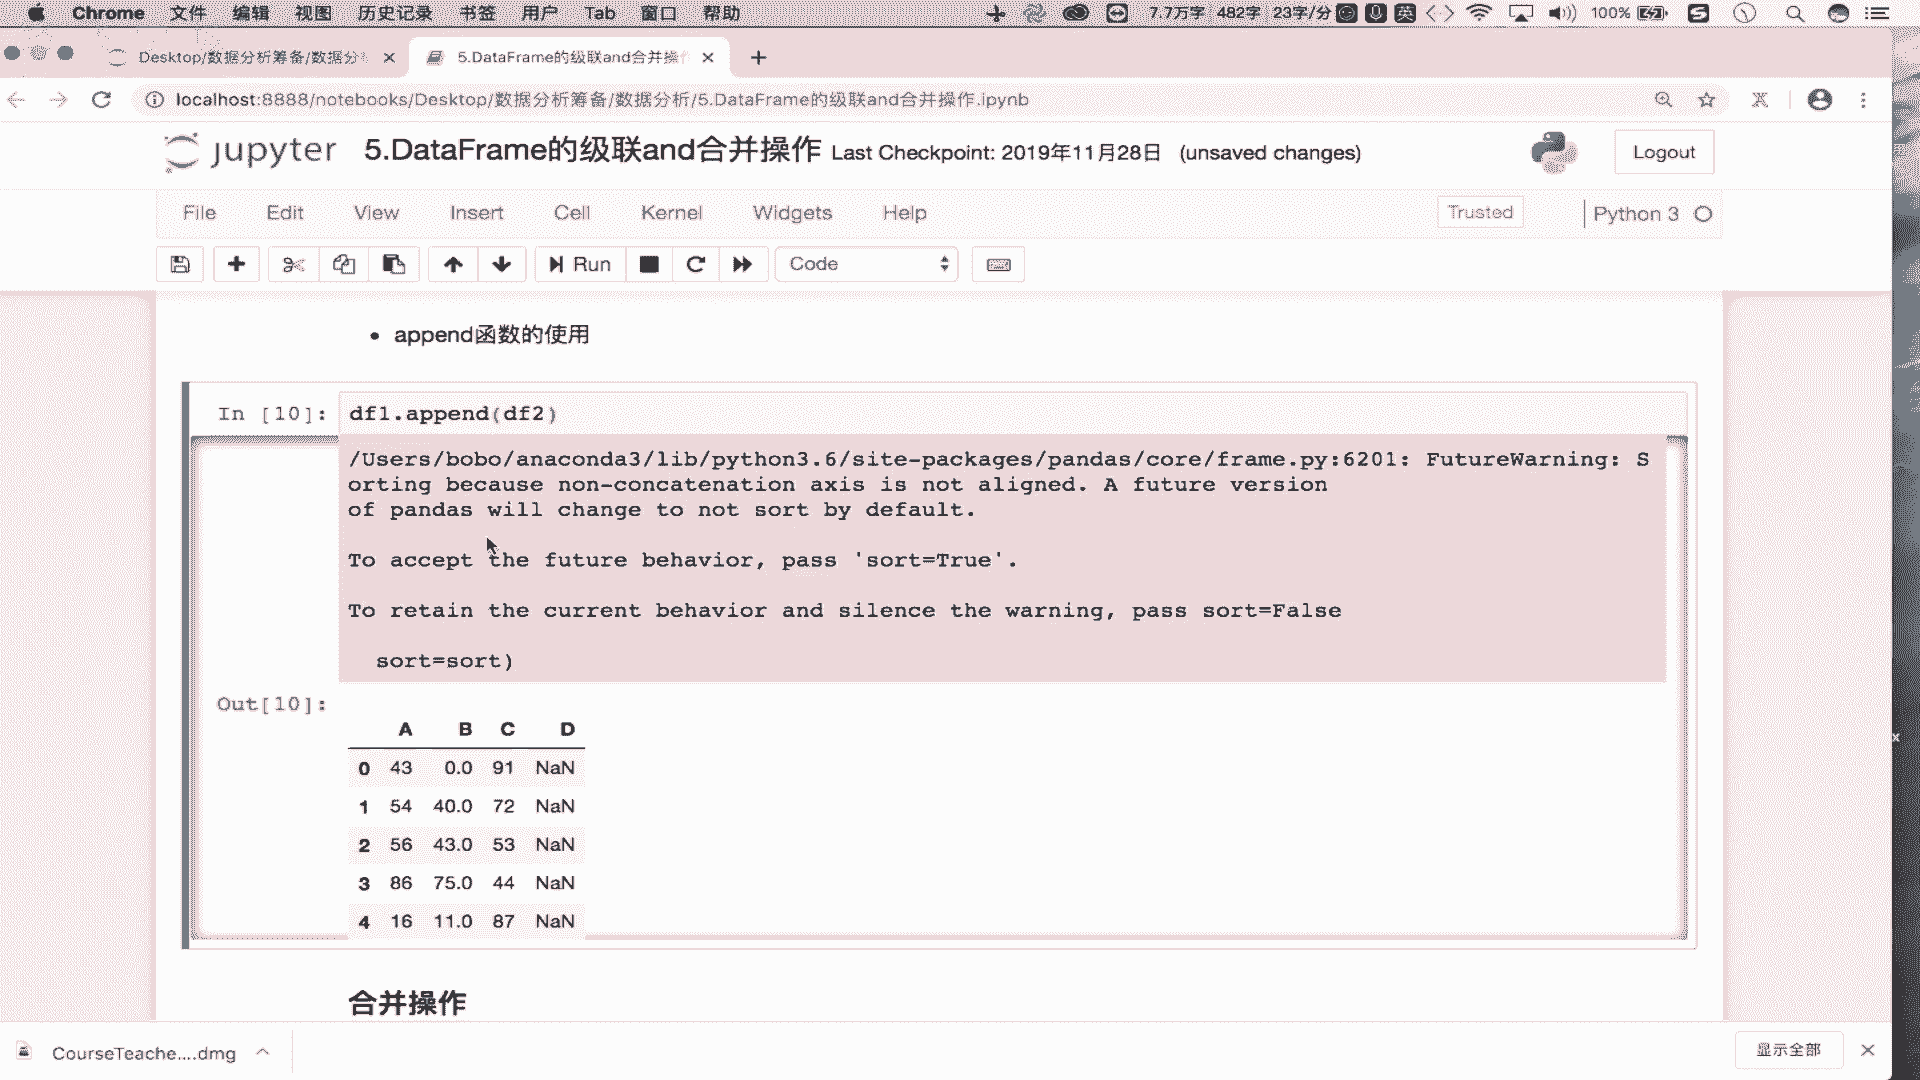 Chrome 文件 编辑 视图 历史记录 书签 用户 Tab 窗口 帮助 7.7万字 482字 23字/分 英 100%
Desktop/数据分析筹备/数据分
5.DataFrame的级联and合并操
localhost:8888/notebooks/Desktop/数据分析筹备/数据分析/5.DataFrame的级联and合并操作.ipynb
jupyter 5.DataFrame的级联and合并操作 Last Checkpoint: 2019年11月28日 (unsaved changes)
Logout
File Edit View Insert Cell Kernel Widgets Help Trusted Python 3
Run Code
append函数的使用
In [10]: df1.append(df2)
/Users/bobo/anaconda3/lib/python3.6/site-packages/pandas/core/frame.py:6201: FutureWarning: S
orting because non-concatenation axis is not aligned. A future version
of pandas will change to not sort by default.
To accept the future behavior, pass 'sort=True'.
To retain the current behavior and silence the warning, pass sort=False
sort=sort)
Out[10]:
A B C D
0 43 0.0 91 NaN
1 54 40.0 72 NaN
2 56 43.0 53 NaN
3 86 75.0 44 NaN
4 16 11.0 87 NaN
合并操作
CourseTeache....dmg 显示全部